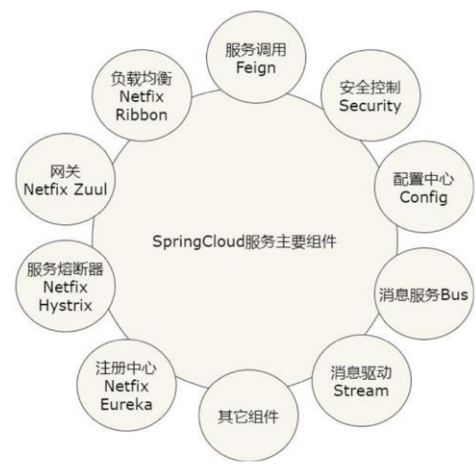 服务调用
Feign
负载均衡
Netfix
Ribbon
安全控制
Security
网关
Netfix Zuul
配置中心
Config
SpringCloud服务主要组件
服务熔断器
Netfix
Hystrix
消息服务Bus
注册中心
Netfix
Eureka
消息驱动
Stream
其它组件